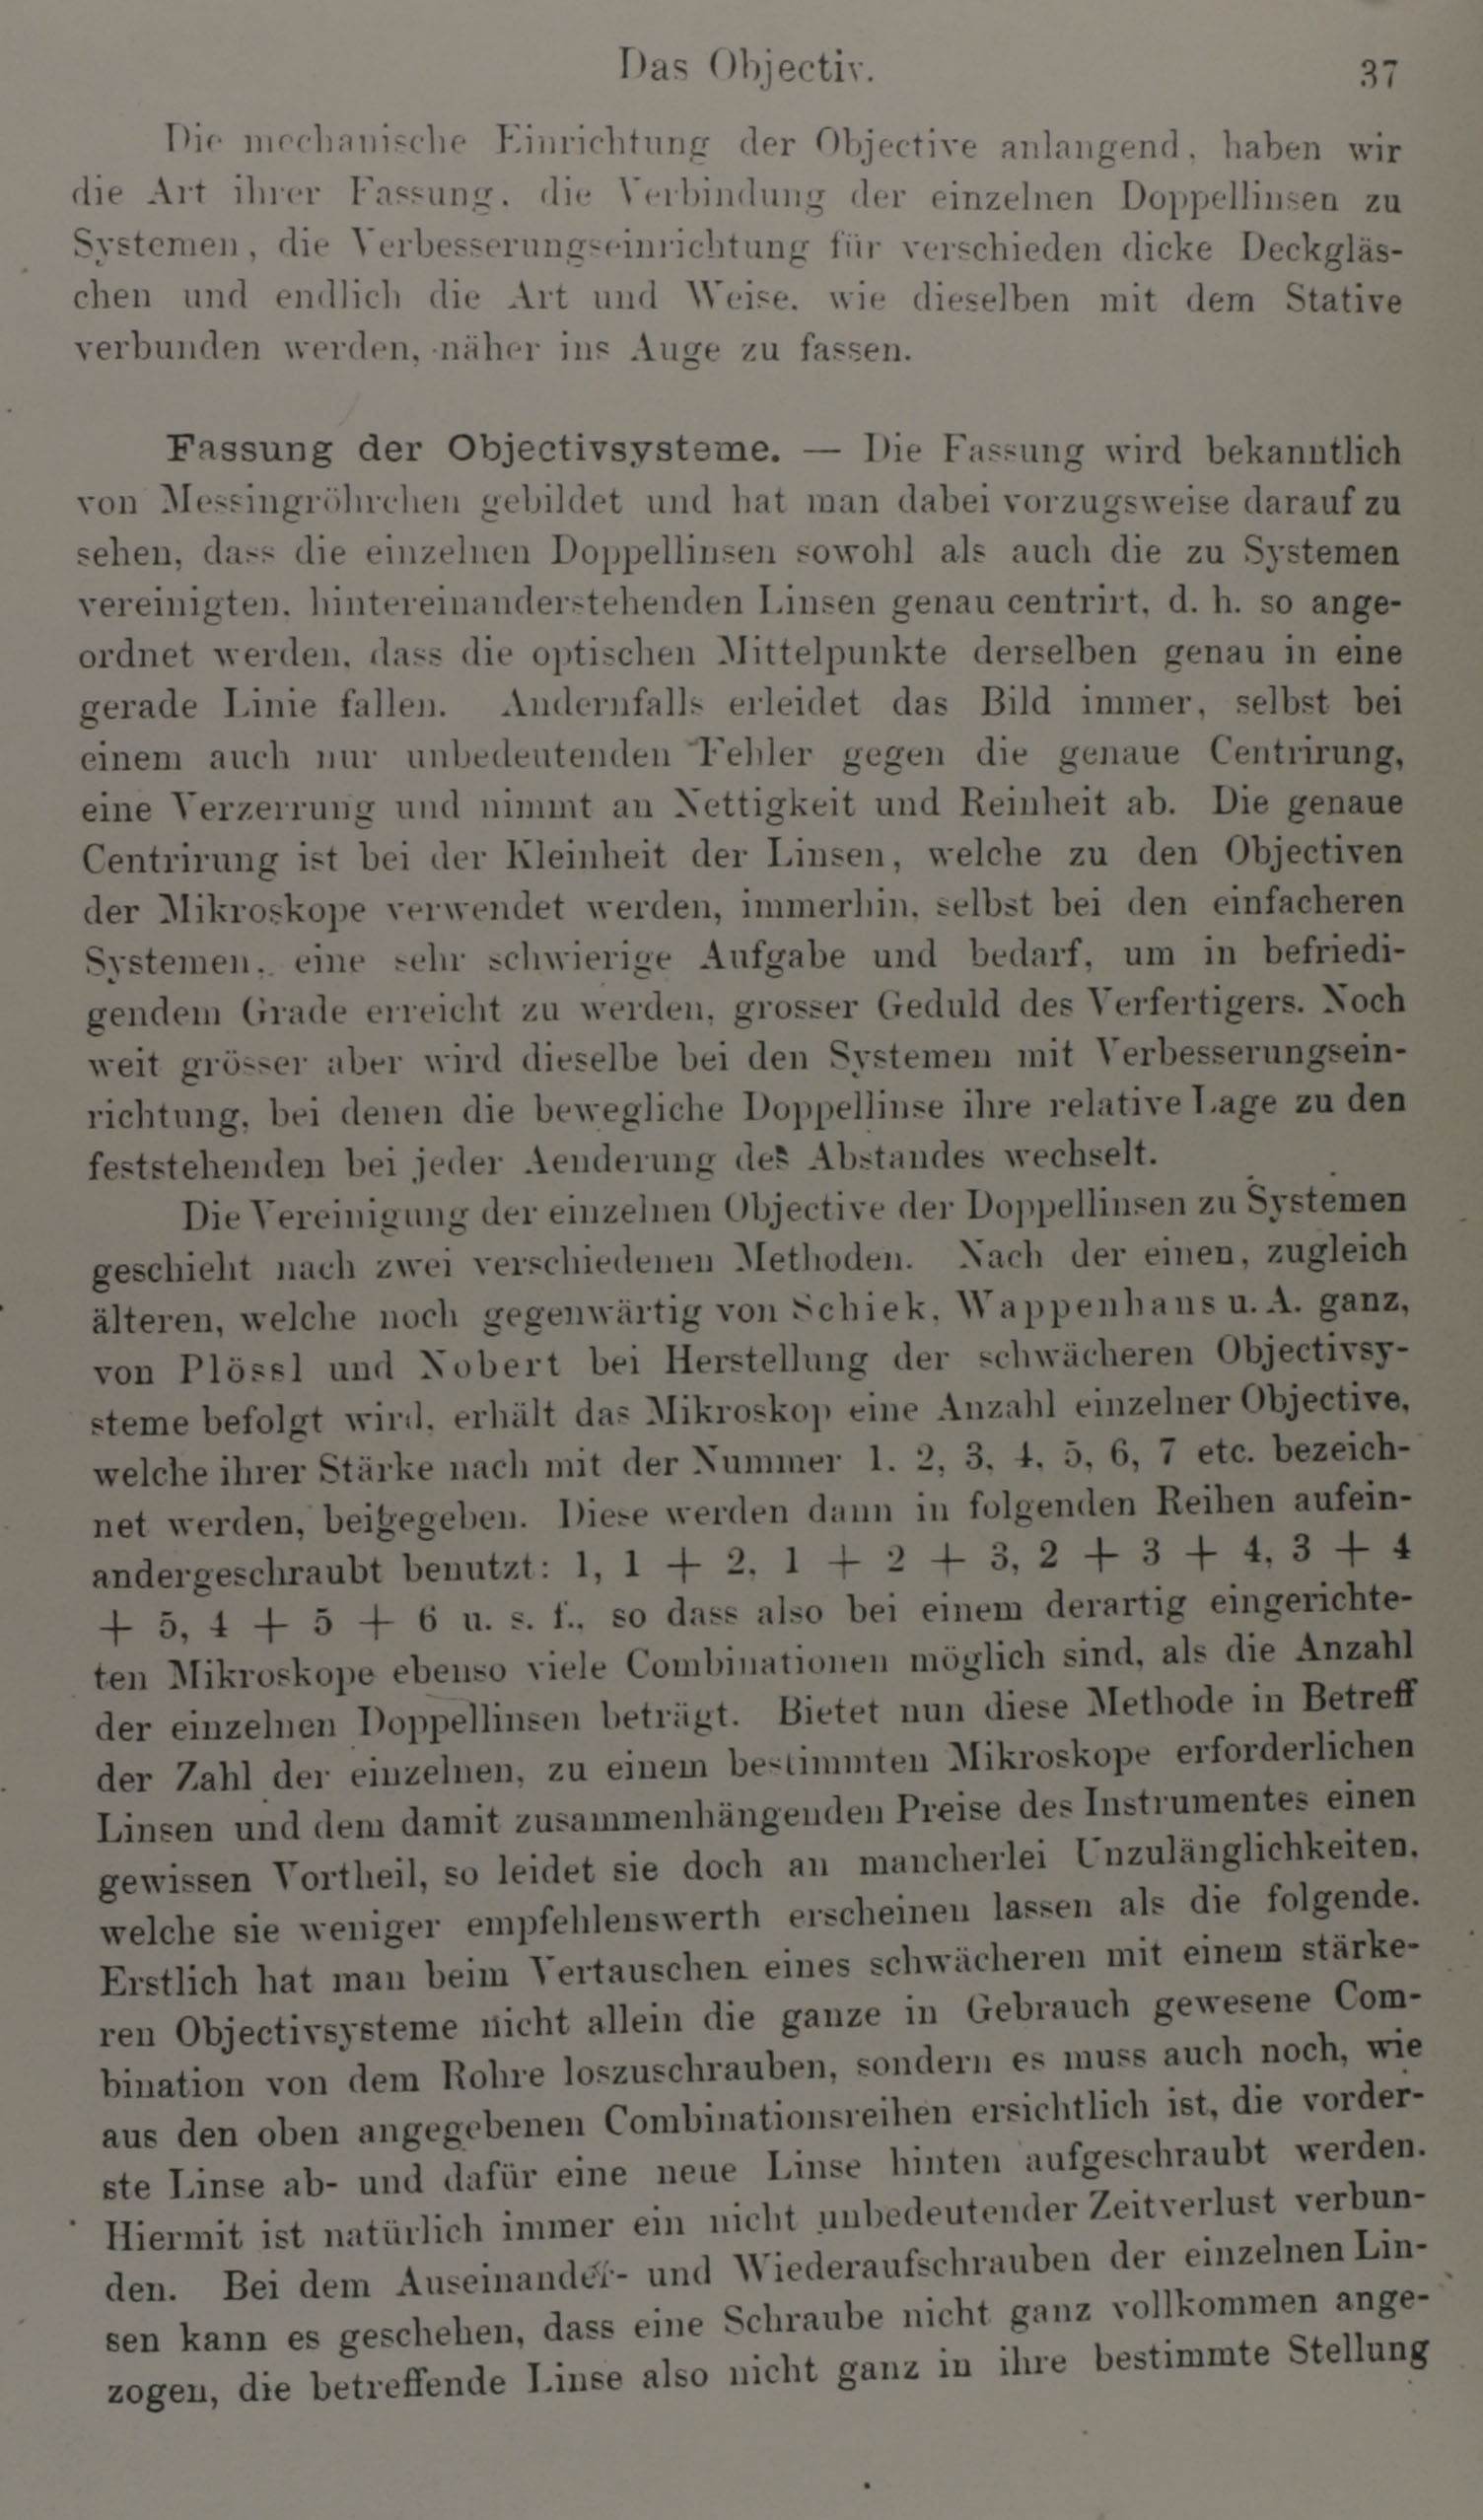 Das Objectiv. 37
Die mechanische Einrichtung der Objective anlangend, haben wir
die Art ihrer Fassung, die Verbindung der einzelnen Doppellinsen zu
Systemen, die Verbesserungseinrichtung für verschieden dicke Deckgläs-
chen und endlich die Art und Weise, wie dieselben mit dem Stative
verbunden werden, näher ins Auge zu fassen.
Fassung der Objectivsysteme. — Die Fassung wird bekanntlich
von Messingröhrchen gebildet und hat man dabei vorzugsweise darauf zu
sehen, dass die einzelnen Doppellinsen sowohl als auch die zu Systemen
vereinigten, hintereinanderstehenden Linsen genau centrirt, d. h. so ange-
ordnet werden, dass die optischen Mittelpunkte derselben genau in eine
gerade Linie fallen. Andernfalls erleidet das Bild immer, selbst bei
einem auch nur unbedeutenden Fehler gegen die genaue Centrirung,
eine Verzerrung und nimmt an Nettigkeit und Reinheit ab. Die genaue
Centrirung ist bei der Kleinheit der Linsen, welche zu den Objectiven
der Mikroskope verwendet werden, immerhin, selbst bei den einfacheren
Systemen, eine sehr schwierige Aufgabe und bedarf, um in befriedi-
gendem Grade erreicht zu werden, grosser Geduld des Verfertigers. Noch
weit grösser aber wird dieselbe bei den Systemen mit Verbesserungsein-
richtung, bei denen die bewegliche Doppellinse ihre relative Lage zu den
feststehenden bei jeder Aenderung des Abstandes wechselt.
Die Vereinigung der einzelnen Objective der Doppellinsen zu Systemen
geschieht nach zwei verschiedenen Methoden. Nach der einen, zugleich
älteren, welche noch gegenwärtig von Schiek, Wappenhans u. A. ganz,
von Plössl und Nobert bei Herstellung der schwächeren Objectivsy-
steme befolgt wird, erhält das Mikroskop eine Anzahl einzelner Objective,
welche ihrer Stärke nach mit der Nummer 1. 2, 3, 4, 5, 6, 7 etc. bezeich-
net werden, beigegeben. Diese werden dann in folgenden Reihen aufein-
andergeschraubt benutzt: 1, 1 + 2, 1 + 2 + 3, 2 + 3 + 4, 3 + 4
+ 5, 4 + 5 + 6 u. s. f., so dass also bei einem derartig eingerichte-
ten Mikroskope ebenso viele Combinationen möglich sind, als die Anzahl
der einzelnen Doppellinsen beträgt. Bietet nun diese Methode in Betreff
der Zahl der einzelnen, zu einem bestimmten Mikroskope erforderlichen
Linsen und dem damit zusammenhängenden Preise des Instrumentes einen
gewissen Vortheil, so leidet sie doch an mancherlei Unzulänglichkeiten,
welche sie weniger empfehlenswerth erscheinen lassen als die folgende.
Erstlich hat man beim Vertauschen eines schwächeren mit einem stärke-
ren Objectivsysteme nicht allein die ganze in Gebrauch gewesene Com-
bination von dem Rohre loszuschrauben, sondern es muss auch noch, wie
aus den oben angegebenen Combinationsreihen ersichtlich ist, die vorder-
ste Linse ab- und dafür eine neue Linse hinten aufgeschraubt werden.
Hiermit ist natürlich immer ein nicht unbedeutender Zeitverlust verbun-
den. Bei dem Auseinander- und Wiederaufschrauben der einzelnen Lin-
sen kann es geschehen, dass eine Schraube nicht ganz vollkommen ange-
zogen, die betreffende Linse also nicht ganz in ihre bestimmte Stellung